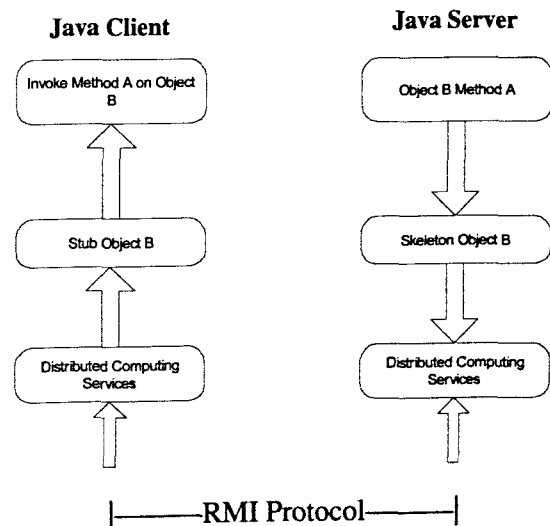 Java Client
Java Server
Invoke Method A on Object
B
Object B Method A
Stub Object B
Skeleton Object B
Distributed Computing
Services
Distributed Computing
Services
RMI Protocol